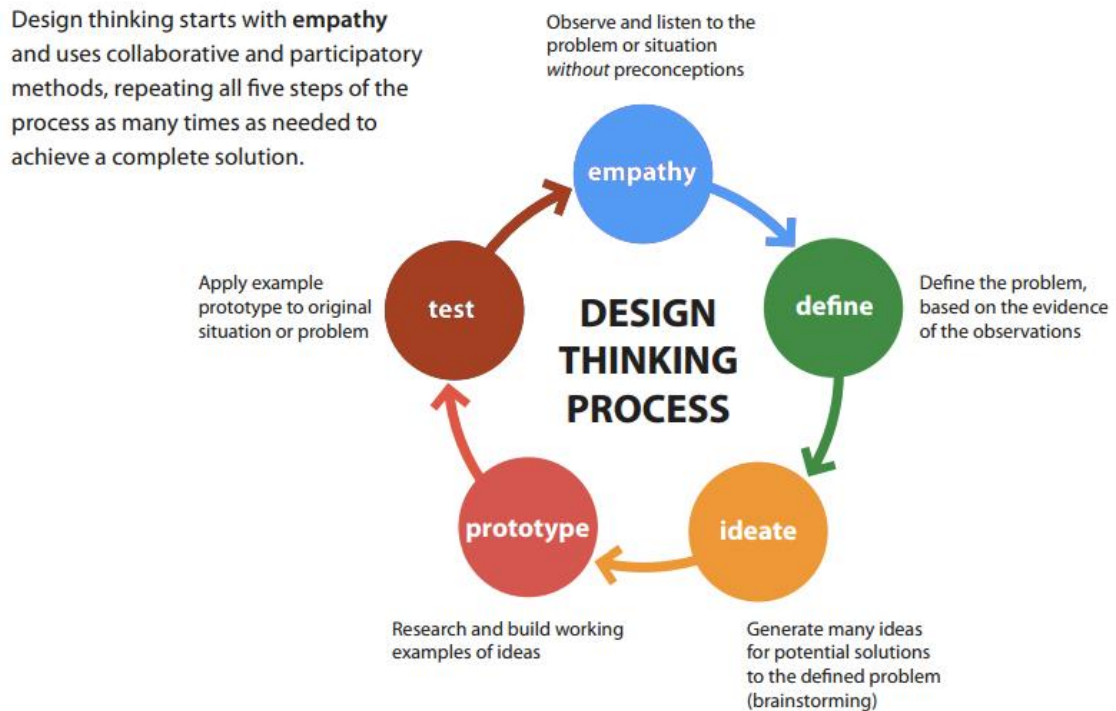 Design thinking starts with empathy
and uses collaborative and participatory
methods, repeating all five steps of the
process as many times as needed to
achieve a complete solution.
Observe and listen to the
problem or situation
without preconceptions
empathy
define
Define the problem,
based on the evidence
of the observations
ideate
Generate many ideas
for potential solutions
to the defined problem
(brainstorming)
prototype
Research and build working
examples of ideas
test
Apply example
prototype to original
situation or problem
DESIGN
THINKING
PROCESS